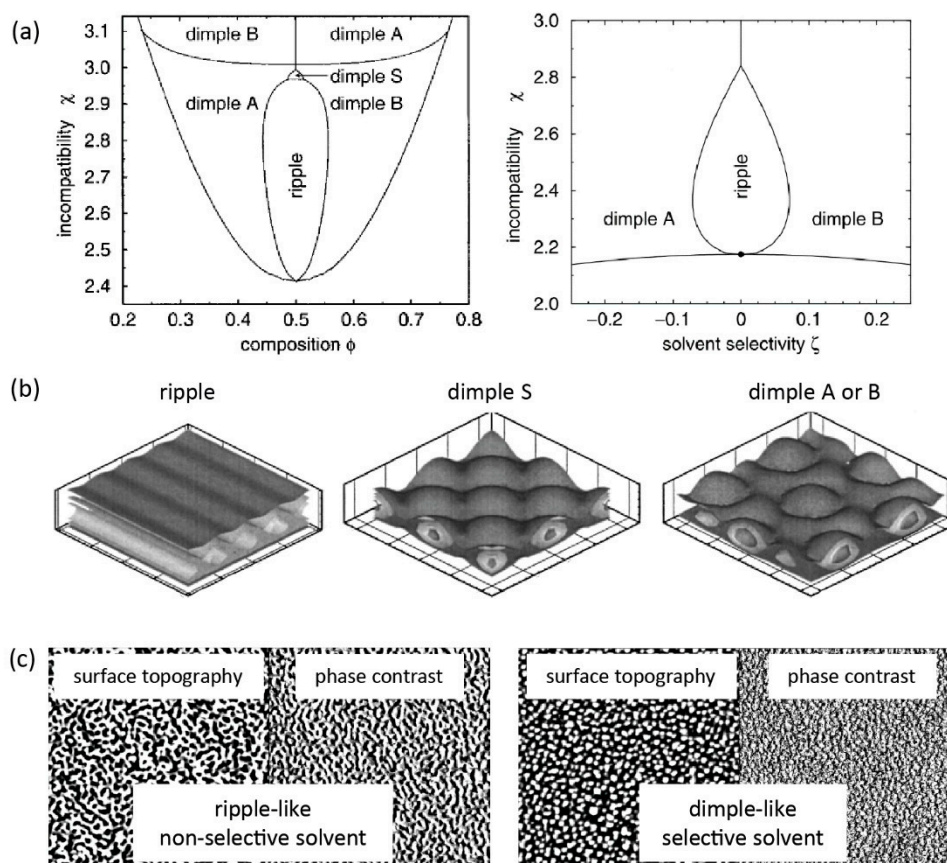 (a)
dimple B
dimple A
dimple S
dimple A
dimple B
ripple
incompatibility χ
3.1
3.0
2.9
2.8
2.7
2.6
2.5
2.4
0.2 0.3 0.4 0.5 0.6 0.7 0.8
composition ϕ
dimple A
dimple B
ripple
incompatibility χ
3.0
2.8
2.6
2.4
2.2
2.0
−0.2 −0.1 0 0.1 0.2
solvent selectivity ζ
(b)
ripple
dimple S
dimple A or B
(c)
surface topography
phase contrast
ripple-like
non-selective solvent
surface topography
phase contrast
dimple-like
selective solvent